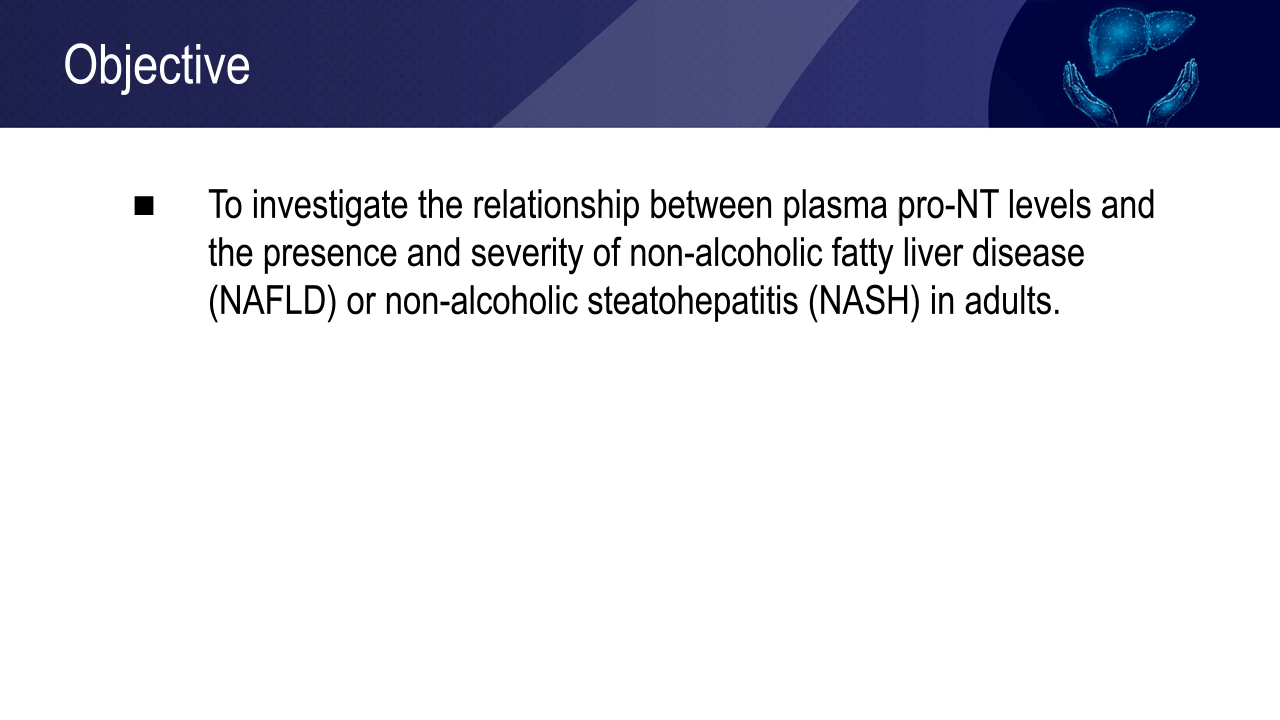 Objective
■ To investigate the relationship between plasma pro-NT levels and
the presence and severity of non-alcoholic fatty liver disease
(NAFLD) or non-alcoholic steatohepatitis (NASH) in adults.